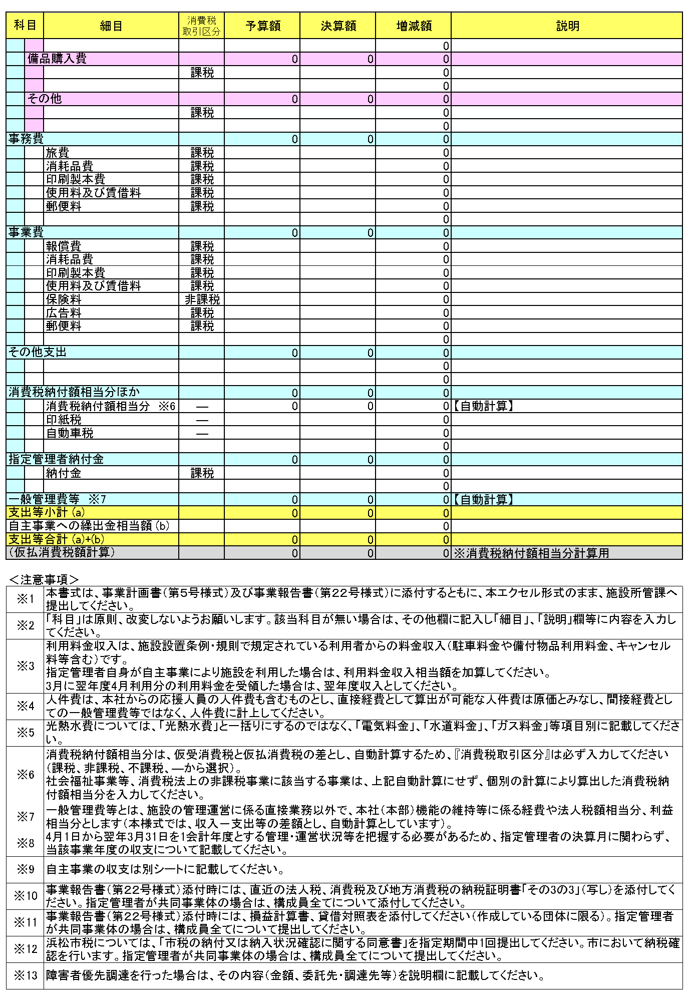 科目 細目 消費税 取引区分 予算額 決算額 増減額 説明
0
備品購入費 0 0 0
課税 0
0
その他 0 0 0
課税 0
0
事務費 0 0 0
旅費 課税 0
消耗品費 課税 0
印刷製本費 課税 0
使用料及び賃借料 課税 0
郵便料 課税 0
0
事業費 0 0 0
報償費 課税 0
消耗品費 課税 0
印刷製本費 課税 0
使用料及び賃借料 課税 0
保険料 非課税 0
広告料 課税 0
郵便料 課税 0
0
その他支出 0 0 0
0
0
消費税納付額相当分ほか 0 0 0
消費税納付額相当分 ※6 ― 0 0 0 【自動計算】
印紙税 ― 0
自動車税 ― 0
0
指定管理者納付金 0 0 0
納付金 課税 0
0
一般管理費等 ※7 0 0 0 【自動計算】
支出等小計(a) 0 0 0
自主事業への繰出金相当額(b) 0
支出等合計(a)+(b) 0 0 0
(仮払消費税額計算) 0 0 0 ※消費税納付額相当分計算用
＜注意事項＞
※1 本書式は、事業計画書(第5号様式)及び事業報告書(第22号様式)に添付するともに、本エクセル形式のまま、施設所管課へ
提出してください。
※2 「科目」は原則、改変しないようお願いします。該当科目が無い場合は、その他欄に記入し「細目」、「説明」欄等に内容を入力し
てください。
※3 利用料金収入は、施設設置条例・規則で規定されている利用者からの料金収入(駐車料金や備付物品利用料金、キャンセル
料等含む)です。
指定管理者自身が自主事業により施設を利用した場合は、利用料金収入相当額を加算してください。
3月に翌年度4月利用分の利用料金を受領した場合は、翌年度収入としてください。
※4 人件費は、本社からの応援人員の人件費も含むものとし、直接経費として算出が可能な人件費は原価とみなし、間接経費とし
ての一般管理費等ではなく、人件費に計上してください。
※5 光熱水費については、「光熱水費」と一括りにするのではなく、「電気料金」、「水道料金」、「ガス料金」等項目別に記載してくださ
い。
※6 消費税納付額相当分は、仮受消費税と仮払消費税の差とし、自動計算するため、『消費税取引区分』は必ず入力してください
(課税、非課税、不課税、―から選択)。
社会福祉事業等、消費税法上の非課税事業に該当する事業は、上記自動計算にせず、個別の計算により算出した消費税納
付額相当分を入力してください。
※7 一般管理費等とは、施設の管理運営に係る直接業務以外で、本社(本部)機能の維持等に係る経費や法人税額相当分、利益
相当分とします(本様式では、収入－支出等の差額とし、自動計算としています)。
※8 4月1日から翌年3月31日を1会計年度とする管理・運営状況等を把握する必要があるため、指定管理者の決算月に関わらず、
当該事業年度の収支について記載してください。
※9 自主事業の収支は別シートに記載してください。
※10 事業報告書(第22号様式)添付時には、直近の法人税、消費税及び地方消費税の納税証明書「その3の3」(写し)を添付してく
ださい。指定管理者が共同事業体の場合は、構成員全てについて添付してください。
※11 事業報告書(第22号様式)添付時には、損益計算書、貸借対照表を添付してください(作成している団体に限る)。指定管理者
が共同事業体の場合は、構成員全てについて提出してください。
※12 浜松市税については、「市税の納付又は納入状況確認に関する同意書」を指定期間中1回提出してください。市において納税確
認を行います。指定管理者が共同事業体の場合は、構成員全てについて提出してください。
※13 障害者優先調達を行った場合は、その内容(金額、委託先・調達先等)を説明欄に記載してください。